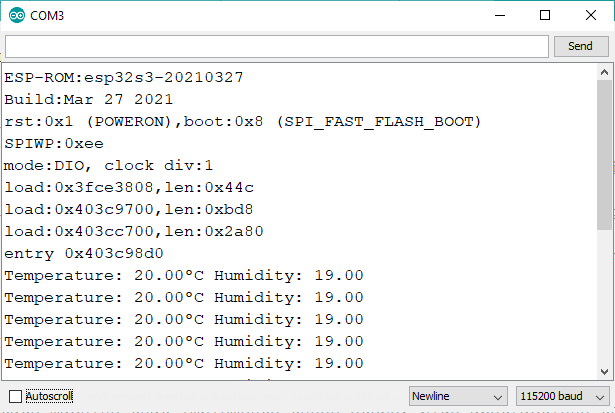 COM3
Send
ESP-ROM:esp32s3-20210327
Build:Mar 27 2021
rst:0x1 (POWERON),boot:0x8 (SPI_FAST_FLASH_BOOT)
SPIWP:0xee
mode:DIO, clock div:1
load:0x3fce3808,len:0x44c
load:0x403c9700,len:0xbd8
load:0x403cc700,len:0x2a80
entry 0x403c98d0
Temperature: 20.00°C Humidity: 19.00
Temperature: 20.00°C Humidity: 19.00
Temperature: 20.00°C Humidity: 19.00
Temperature: 20.00°C Humidity: 19.00
Temperature: 20.00°C Humidity: 19.00
Autoscroll
Newline
115200 baud